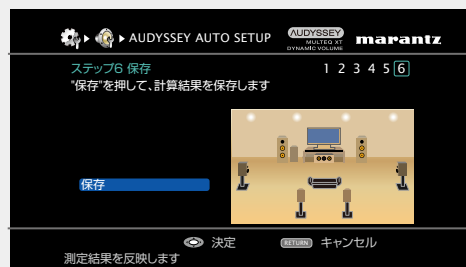 AUDYSSEY AUTO SETUP
AUDYSSEY
MULTEQ XT
DYNAMIC VOLUME
marantz
ステップ6 保存
1 2 3 4 5 6
"保存"を押して、計算結果を保存します
保存
決定
RETURN キャンセル
測定結果を反映します